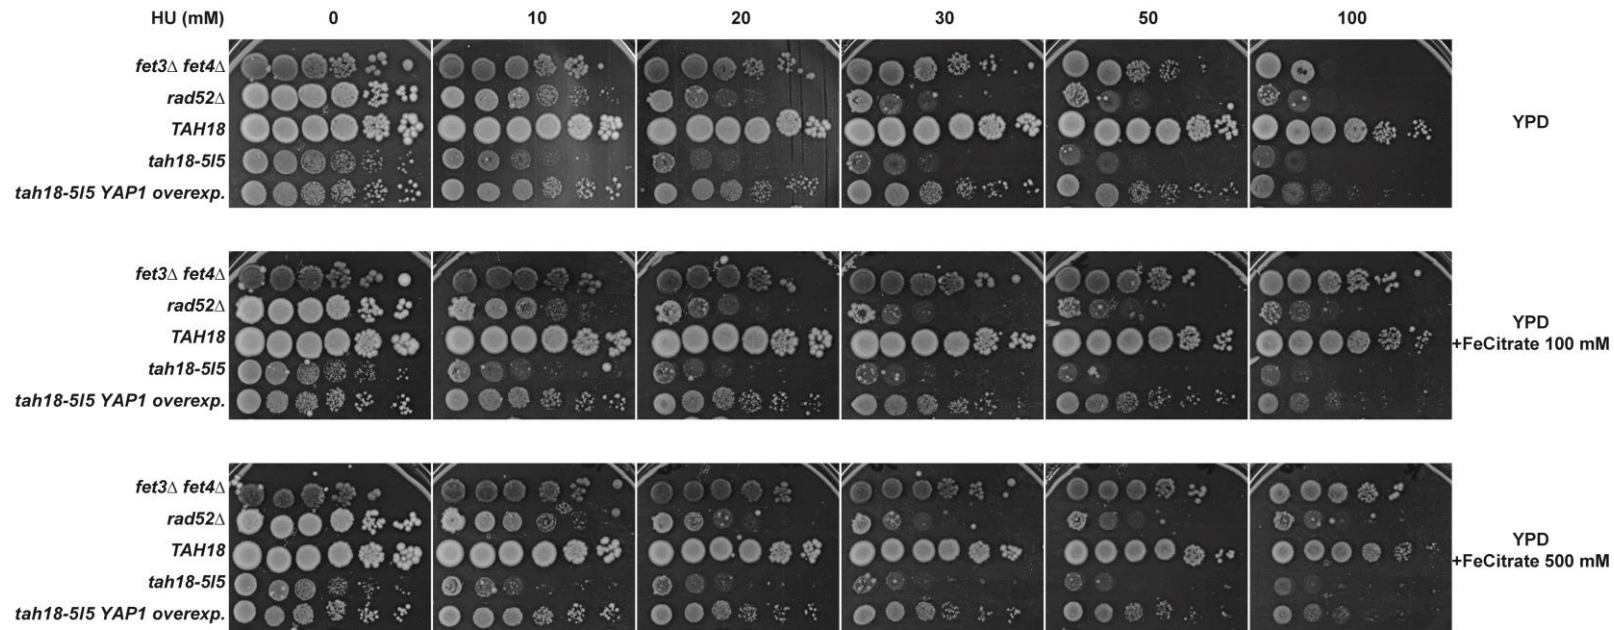 HU (mM) 0 10 20 30 50 100
fet3Δ fet4Δ
rad52Δ
TAH18
tah18-5I5
tah18-5I5 YAP1 overexp.
YPD
fet3Δ fet4Δ
rad52Δ
TAH18
tah18-5I5
tah18-5I5 YAP1 overexp.
YPD
+FeCitrate 100 mM
fet3Δ fet4Δ
rad52Δ
TAH18
tah18-5I5
tah18-5I5 YAP1 overexp.
YPD
+FeCitrate 500 mM